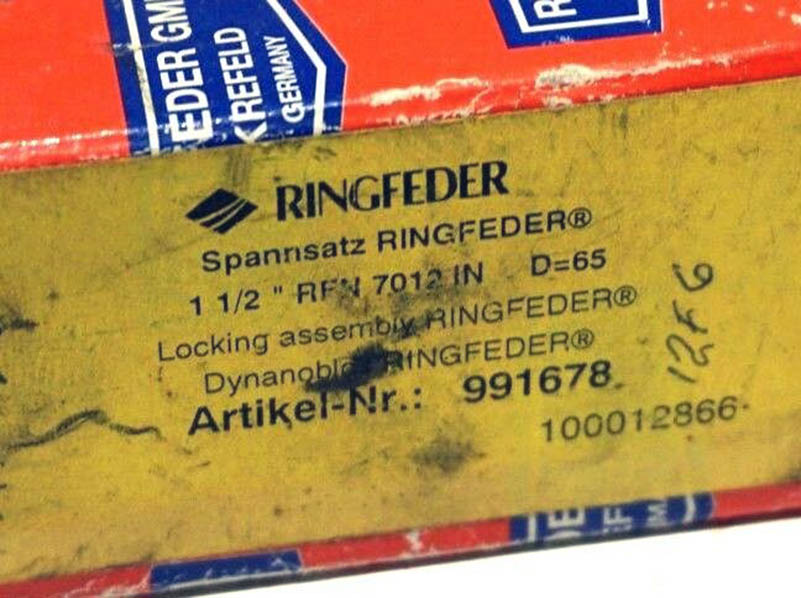 EDER GM
KREFELD
GERMANY
R
RINGFEDER
Spannsatz RINGFEDER®
1 1/2 " RFN 7012 IN D=65
Locking assembly RINGFEDER®
Dynanobloc RINGFEDER®
Artikel-Nr.: 991678
100012866